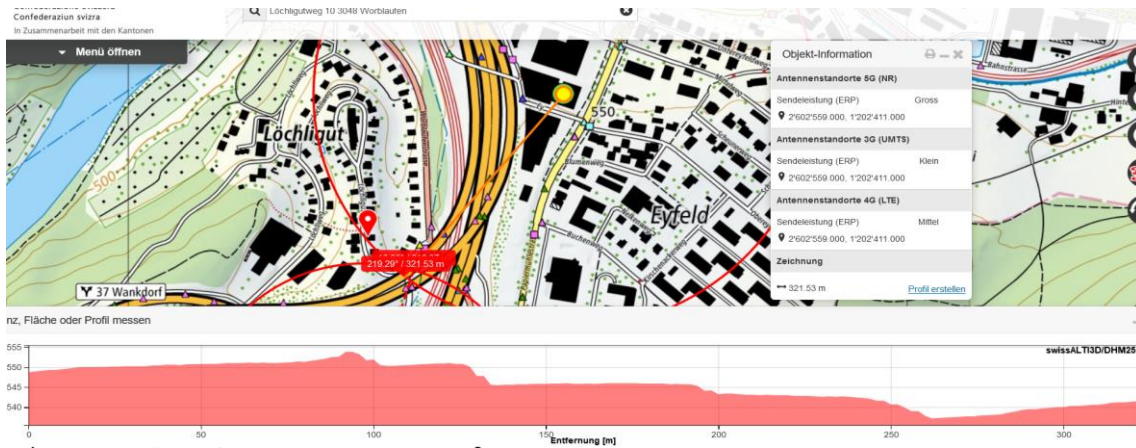 Confederaziun svizra
In Zusammenarbeit mit den Kantonen
Löchligutweg 10 3048 Worblaufen
Menü öffnen
Löchligut
500
550
Eyfeld
Blumenweg
Buchenweg
37 Wankdorf
219.29° / 321.53 m
Objekt-Information
Antennenstandorte 5G (NR)
Sendeleistung (ERP) Gross
2'602'559.000, 1'202'411.000
Antennenstandorte 3G (UMTS)
Sendeleistung (ERP) Klein
2'602'559.000, 1'202'411.000
Antennenstandorte 4G (LTE)
Sendeleistung (ERP) Mittel
2'602'559.000, 1'202'411.000
Zeichnung
321.53 m Profil erstellen
nz, Fläche oder Profil messen
swissALTI3D/DHM25
555
550
545
540
0 50 100 150 200 250 300
Entfernung [m]